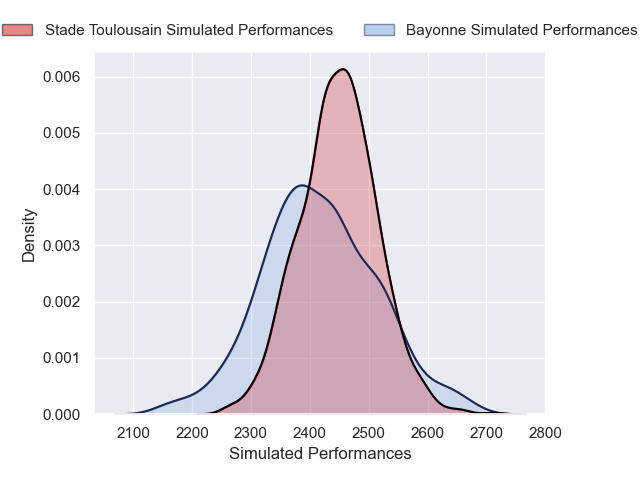 Stade Toulousain Simulated Performances Bayonne Simulated Performances
0.006
0.005
0.004
0.003
0.002
0.001
0.000
Density
2100 2200 2300 2400 2500 2600 2700 2800
Simulated Performances